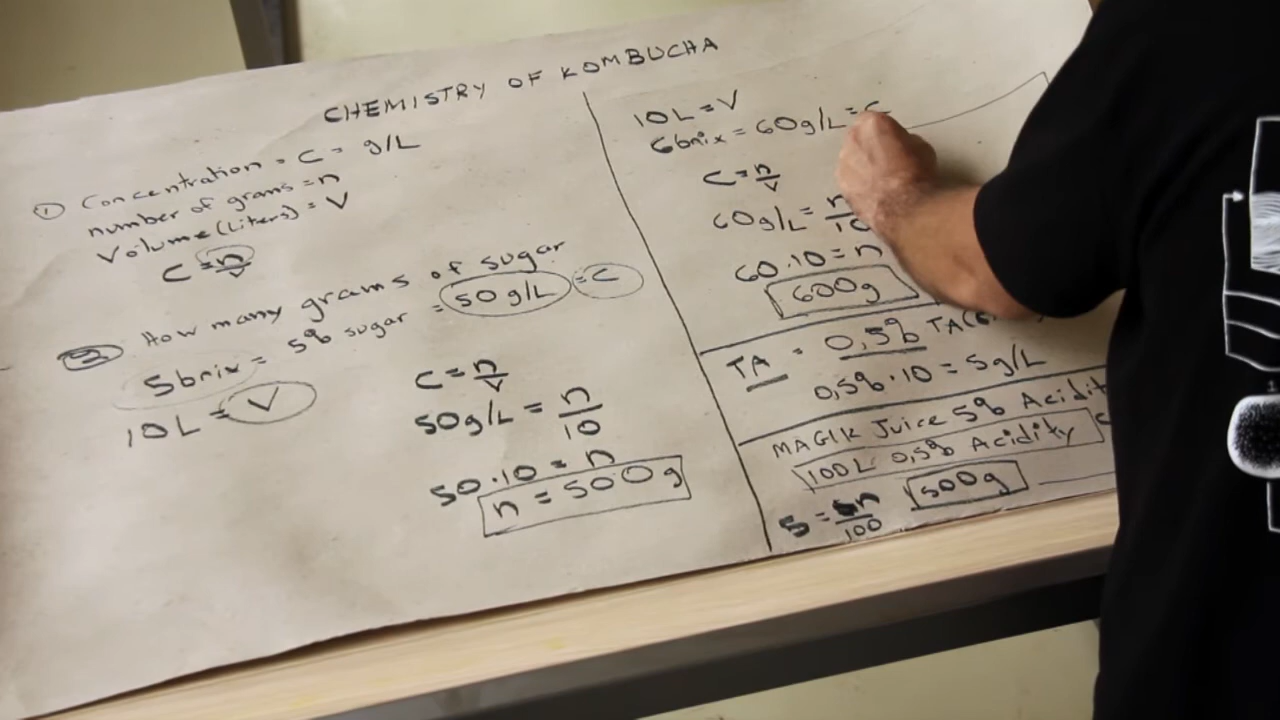 CHEMISTRY OF KOMBUCHA
① Concentration = C = g/L
number of grams = n
Volume (Liters) = V
C = n/V
② How many grams of sugar
5brix = 5% sugar = 50g/L = C
10L = V
C = n/V
50g/L = n/10
50.10 = n
n = 500g
10L = V
6brix = 60g/L = C
C = n/V
60g/L = n/10
60.10 = n
600g
TA = 0,5% TA
0,5%.10 = 5g/L
MAGIK Juice 5% Acidit
100L 0,5% Acidity
5 = n/100 500g